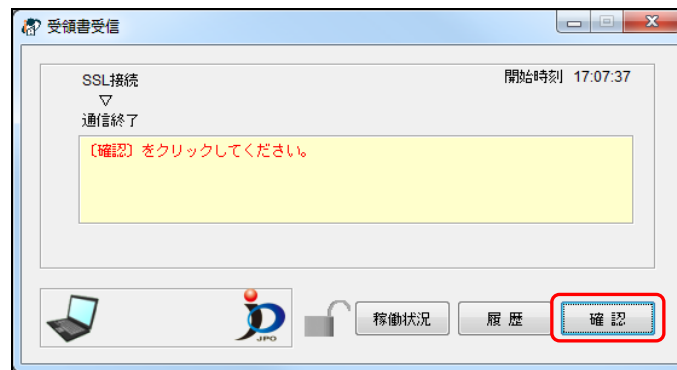 受領書受信
SSL接続
開始時刻 17:07:37
▽
通信終了
〔確認〕をクリックしてください。
JPO
稼働状況
履歴
確認